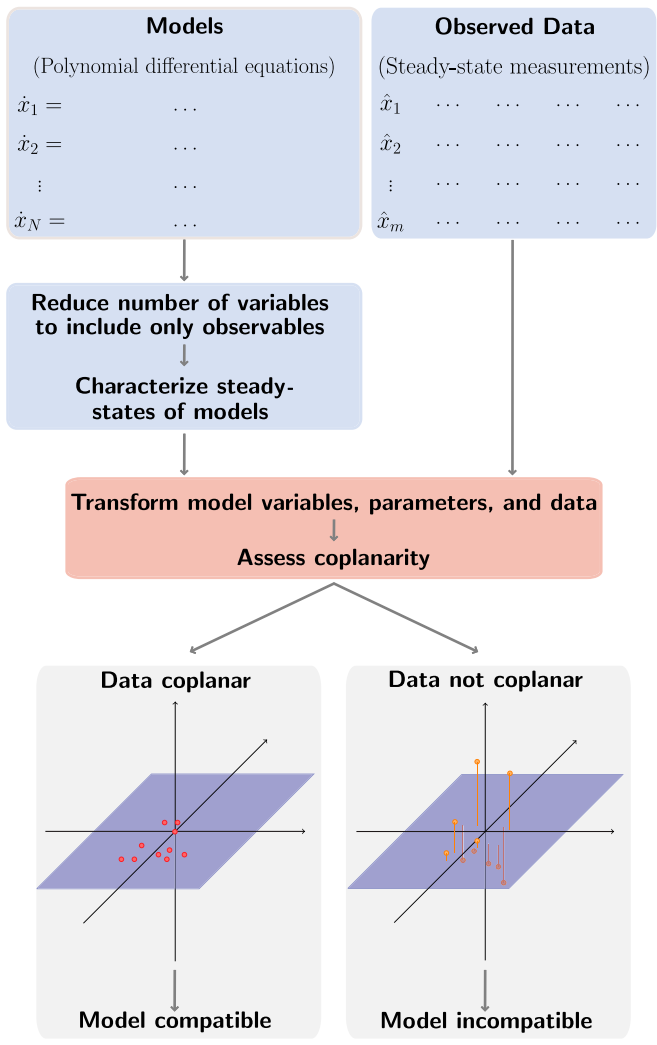 Models
(Polynomial differential equations)
ẋ₁ = ...
ẋ₂ = ...
⋮ ...
ẋ_N = ...
Observed Data
(Steady-state measurements)
x̂₁ ... ... ... ...
x̂₂ ... ... ... ...
⋮ ... ... ... ...
x̂ₘ ... ... ... ...
Reduce number of variables
to include only observables
Characterize steady-
states of models
Transform model variables, parameters, and data
Assess coplanarity
Data coplanar
Model compatible
Data not coplanar
Model incompatible